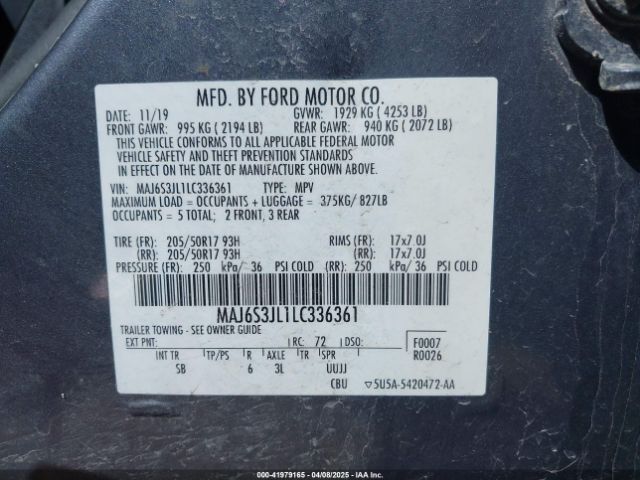 MFD. BY FORD MOTOR CO.
DATE: 11/19 GVWR: 1929 KG ( 4253 LB)
FRONT GAWR: 995 KG ( 2194 LB) REAR GAWR: 940 KG ( 2072 LB)
THIS VEHICLE CONFORMS TO ALL APPLICABLE FEDERAL MOTOR
VEHICLE SAFETY AND THEFT PREVENTION STANDARDS
IN EFFECT ON THE DATE OF MANUFACTURE SHOWN ABOVE.
VIN: MAJ6S3JL1LC336361 TYPE: MPV
MAXIMUM LOAD = OCCUPANTS + LUGGAGE = 375KG/ 827LB
OCCUPANTS = 5 TOTAL; 2 FRONT, 3 REAR
TIRE (FR): 205/50R17 93H RIMS (FR): 17x7.0J
(RR): 205/50R17 93H (RR): 17x7.0J
PRESSURE (FR): 250 kPa/ 36 PSI COLD (RR): 250 kPa/ 36 PSI COLD
MAJ6S3JL1LC336361
TRAILER TOWING - SEE OWNER GUIDE
EXT PNT: RC: 72 DSO: F0007
INT TR TP/PS R AXLE TR SPR R0026
SB 6 3L UUJJ
CBU ▽5U5A-5420472-AA
000-41979165 - 04/08/2025 - IAA Inc.